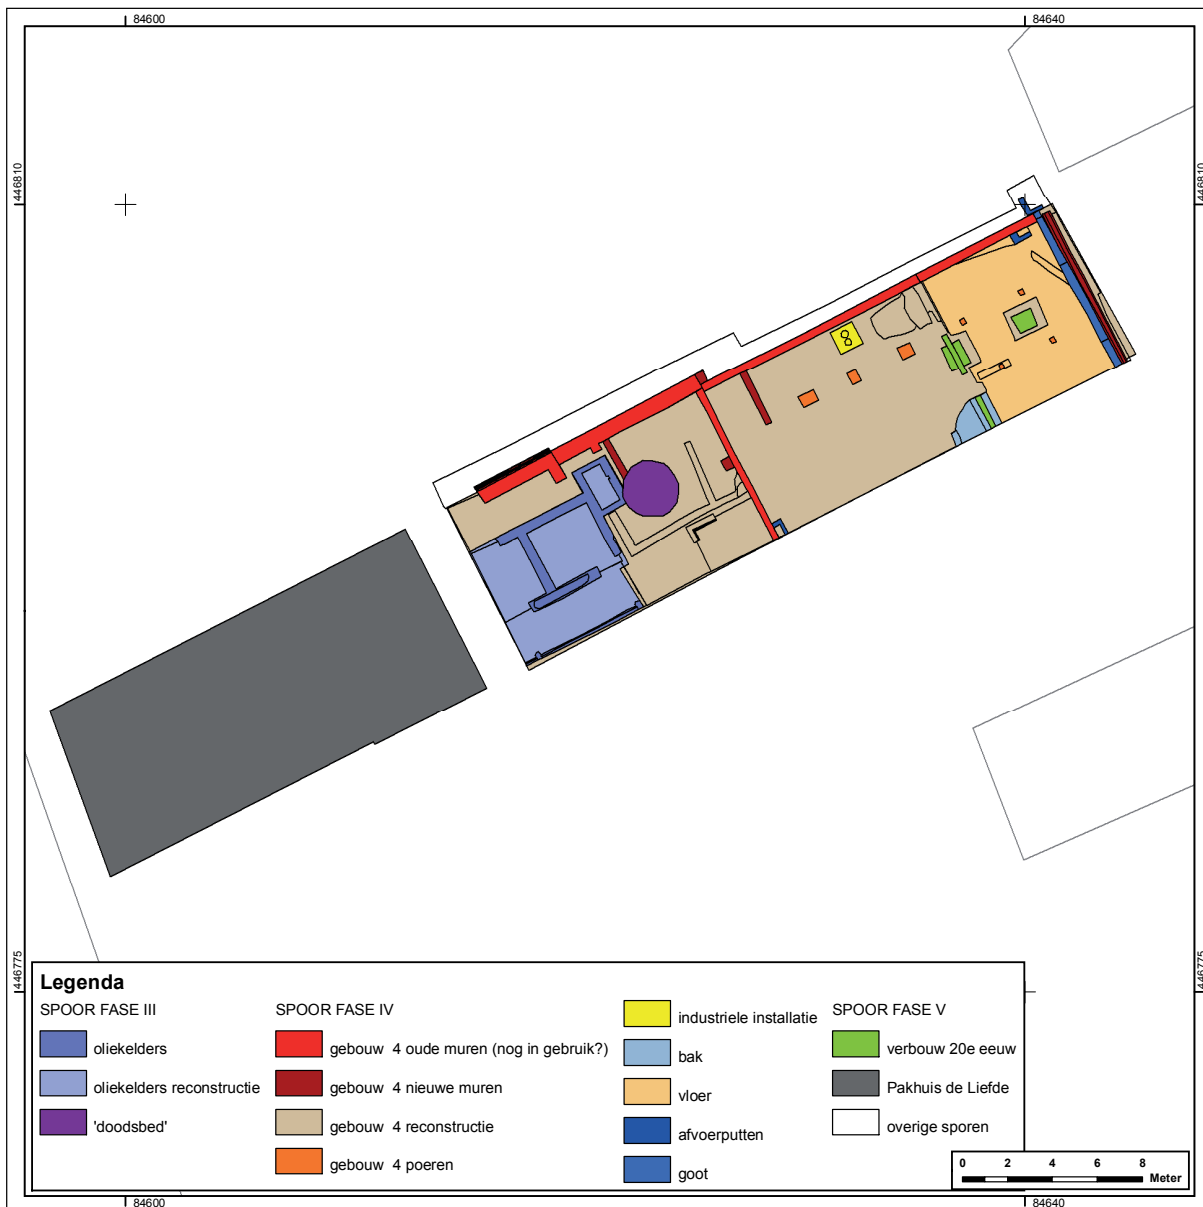 84600 84640
446810 446810
446775 446775
Legenda
SPOOR FASE III
oliekelders
oliekelders reconstructie
'doodsbed'
SPOOR FASE IV
gebouw 4 oude muren (nog in gebruik?)
gebouw 4 nieuwe muren
gebouw 4 reconstructie
gebouw 4 poeren
industriele installatie
bak
vloer
afvoerputten
goot
SPOOR FASE V
verbouw 20e eeuw
Pakhuis de Liefde
overige sporen
0 2 4 6 8
Meter
84600 84640